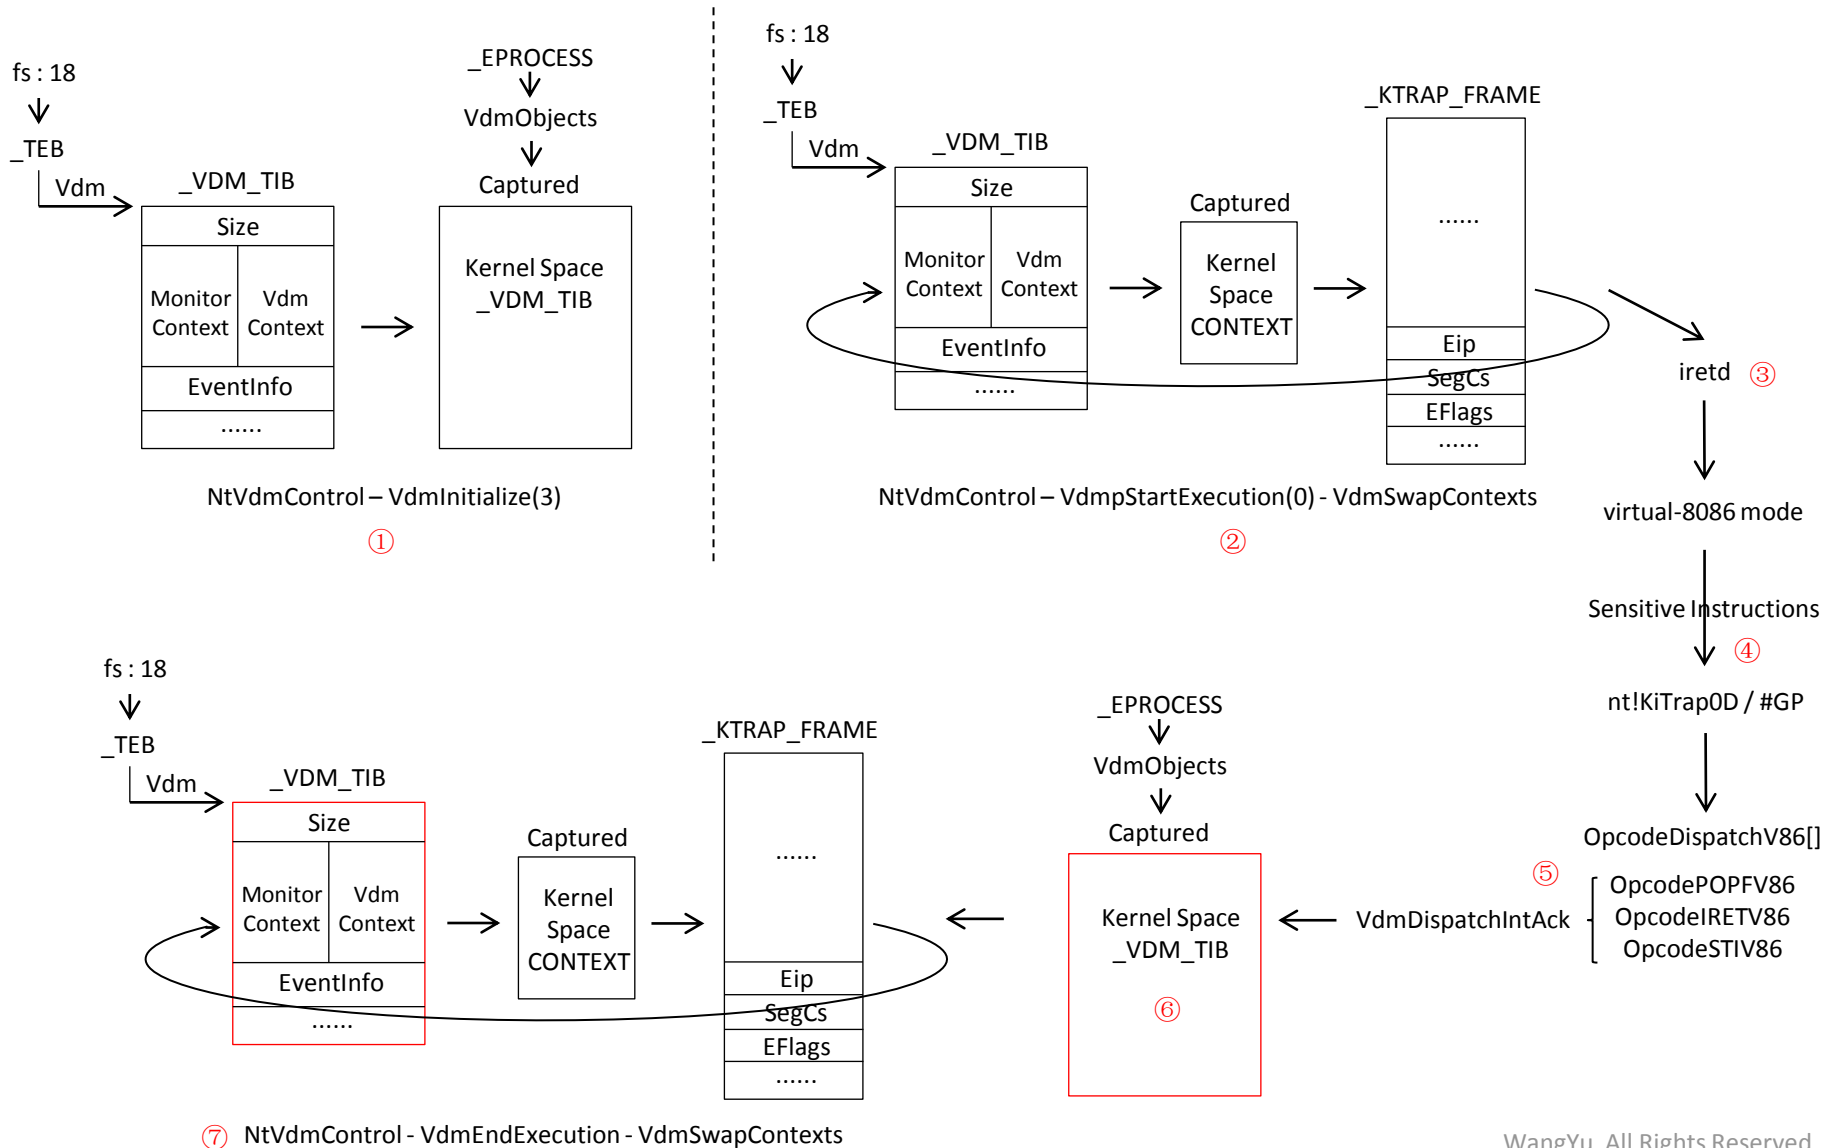 fs : 18
_TEB
Vdm
_VDM_TIB
Size
Monitor
Context
Vdm
Context
EventInfo
......
_EPROCESS
VdmObjects
Captured
Kernel Space
_VDM_TIB
NtVdmControl – VdmInitialize(3)
①
fs : 18
_TEB
Vdm
_VDM_TIB
Size
Monitor
Context
Vdm
Context
EventInfo
......
Captured
Kernel
Space
CONTEXT
_KTRAP_FRAME
......
Eip
SegCs
EFlags
......
NtVdmControl – VdmpStartExecution(0) - VdmSwapContexts
②
iretd ③
virtual-8086 mode
Sensitive Instructions
④
nt!KiTrap0D / #GP
OpcodeDispatchV86[]
⑤
OpcodePOPFV86
OpcodeIRETV86
OpcodeSTIV86
VdmDispatchIntAck
_EPROCESS
VdmObjects
Captured
Kernel Space
_VDM_TIB
⑥
fs : 18
_TEB
Vdm
_VDM_TIB
Size
Monitor
Context
Vdm
Context
EventInfo
......
Captured
Kernel
Space
CONTEXT
_KTRAP_FRAME
......
Eip
SegCs
EFlags
......
⑦ NtVdmControl - VdmEndExecution - VdmSwapContexts
WangYu, All Rights Reserved